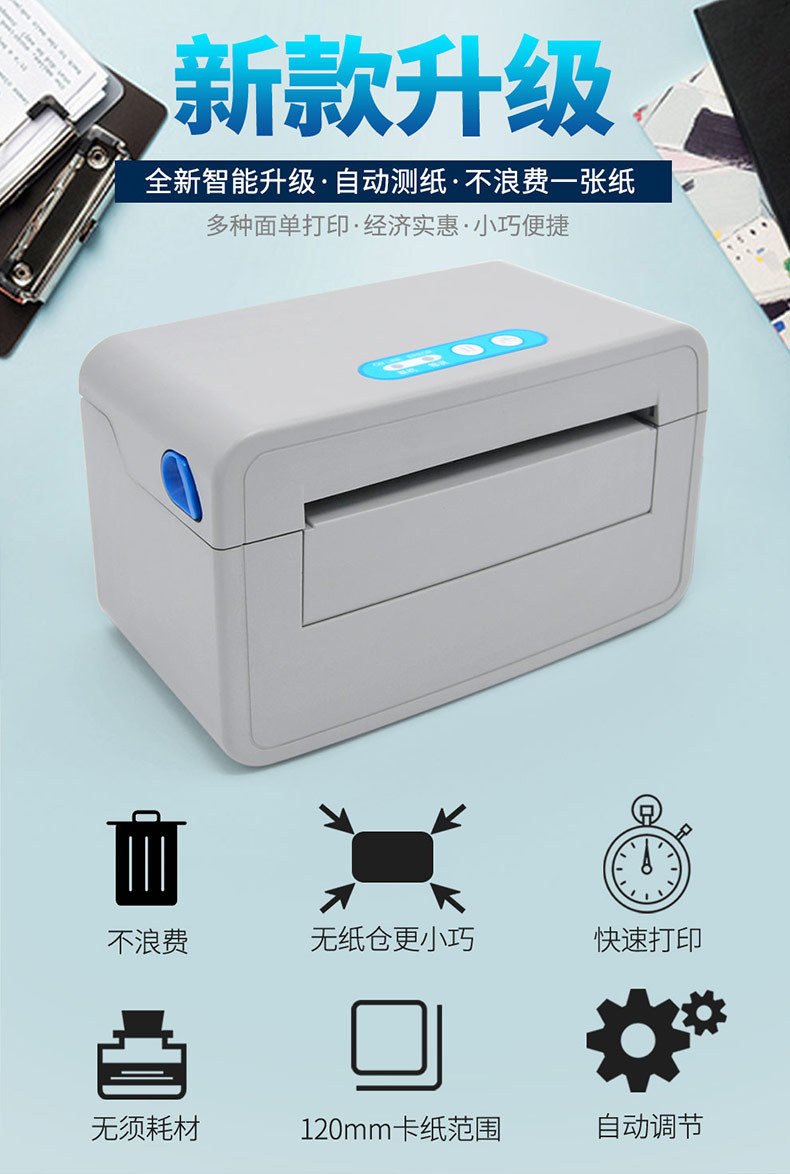 新款升级
全新智能升级·自动测纸·不浪费一张纸
多种面单打印·经济实惠·小巧便捷
不浪费
无纸仓更小巧
快速打印
无须耗材
120mm卡纸范围
自动调节